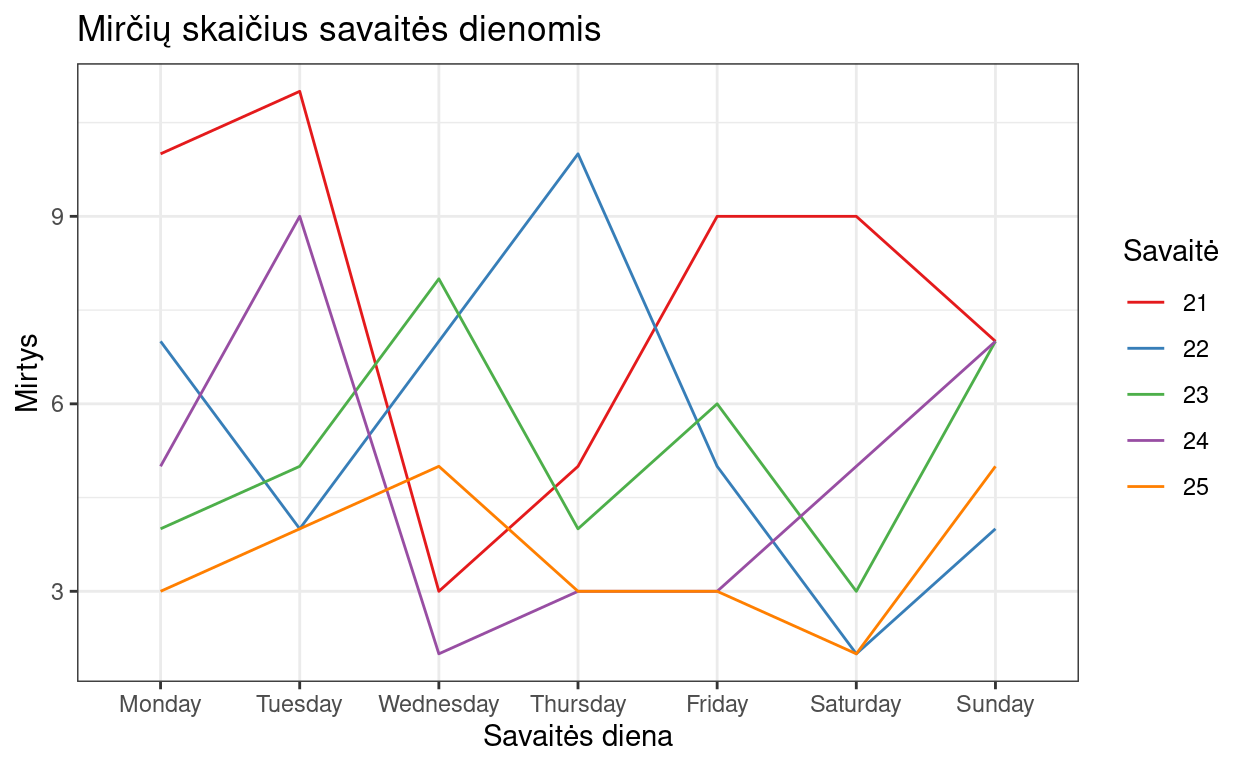 Mirčių skaičius savaitės dienomis
Mirtys
9
6
3
Monday Tuesday Wednesday Thursday Friday Saturday Sunday
Savaitės diena
Savaitė
21
22
23
24
25